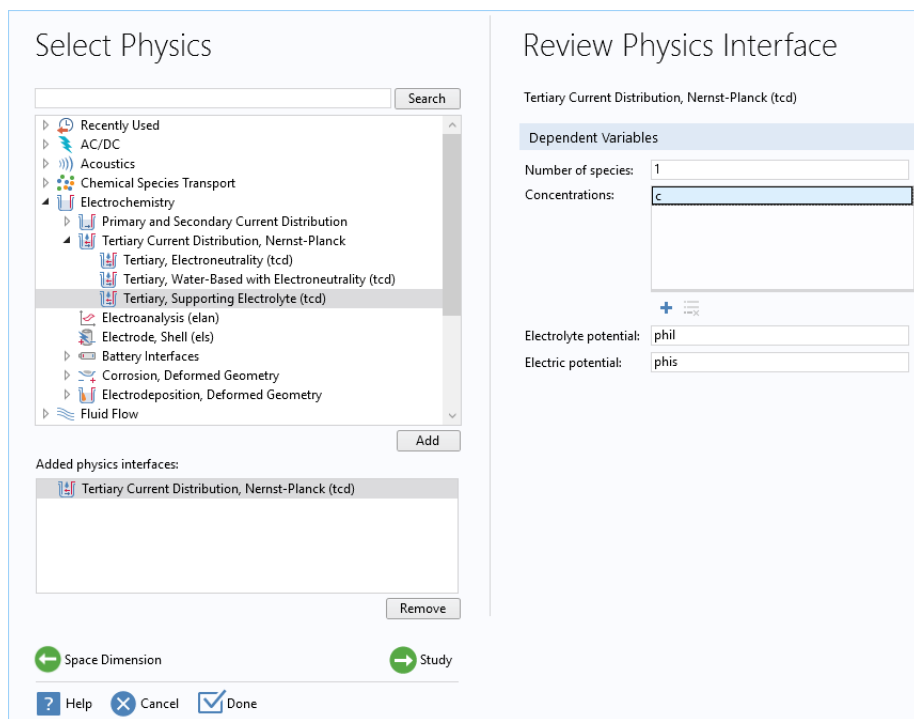 Select Physics
Search
Recently Used
AC/DC
Acoustics
Chemical Species Transport
Electrochemistry
Primary and Secondary Current Distribution
Tertiary Current Distribution, Nernst-Planck
Tertiary, Electroneutrality (tcd)
Tertiary, Water-Based with Electroneutrality (tcd)
Tertiary, Supporting Electrolyte (tcd)
Electroanalysis (elan)
Electrode, Shell (els)
Battery Interfaces
Corrosion, Deformed Geometry
Electrodeposition, Deformed Geometry
Fluid Flow
Add
Added physics interfaces:
Tertiary Current Distribution, Nernst-Planck (tcd)
Remove
Space Dimension
Study
? Help
Cancel
Done
Review Physics Interface
Tertiary Current Distribution, Nernst-Planck (tcd)
Dependent Variables
Number of species: 1
Concentrations: c
Electrolyte potential: phil
Electric potential: phis